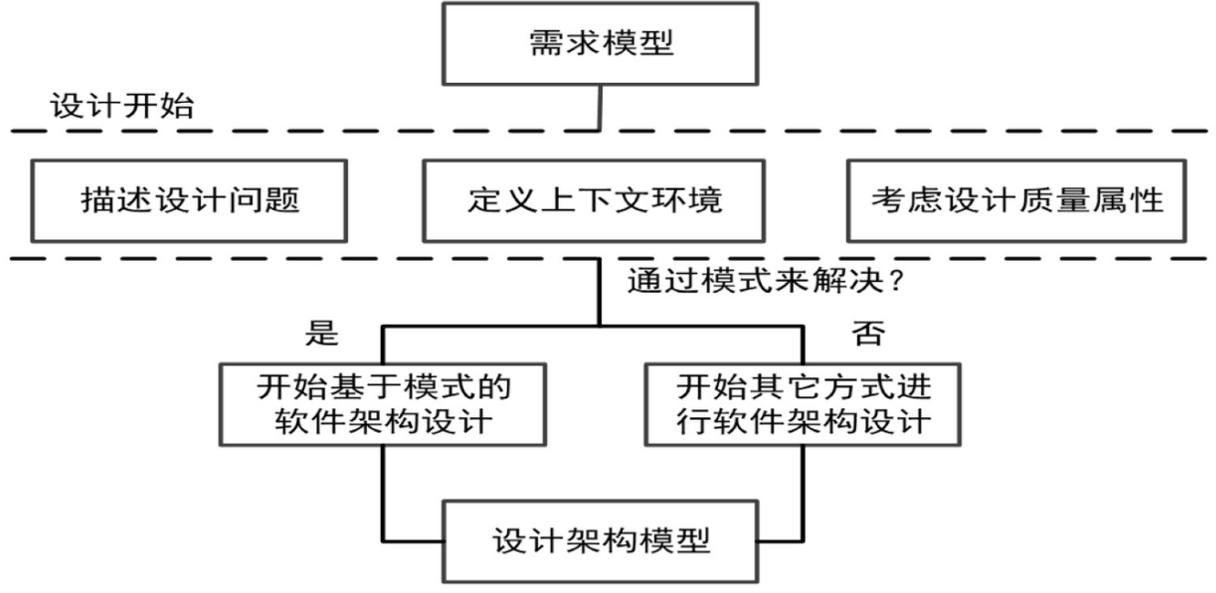 需求模型
设计开始
描述设计问题
定义上下文环境
考虑设计质量属性
通过模式来解决？
是
否
开始基于模式的
软件架构设计
开始其它方式进
行软件架构设计
设计架构模型